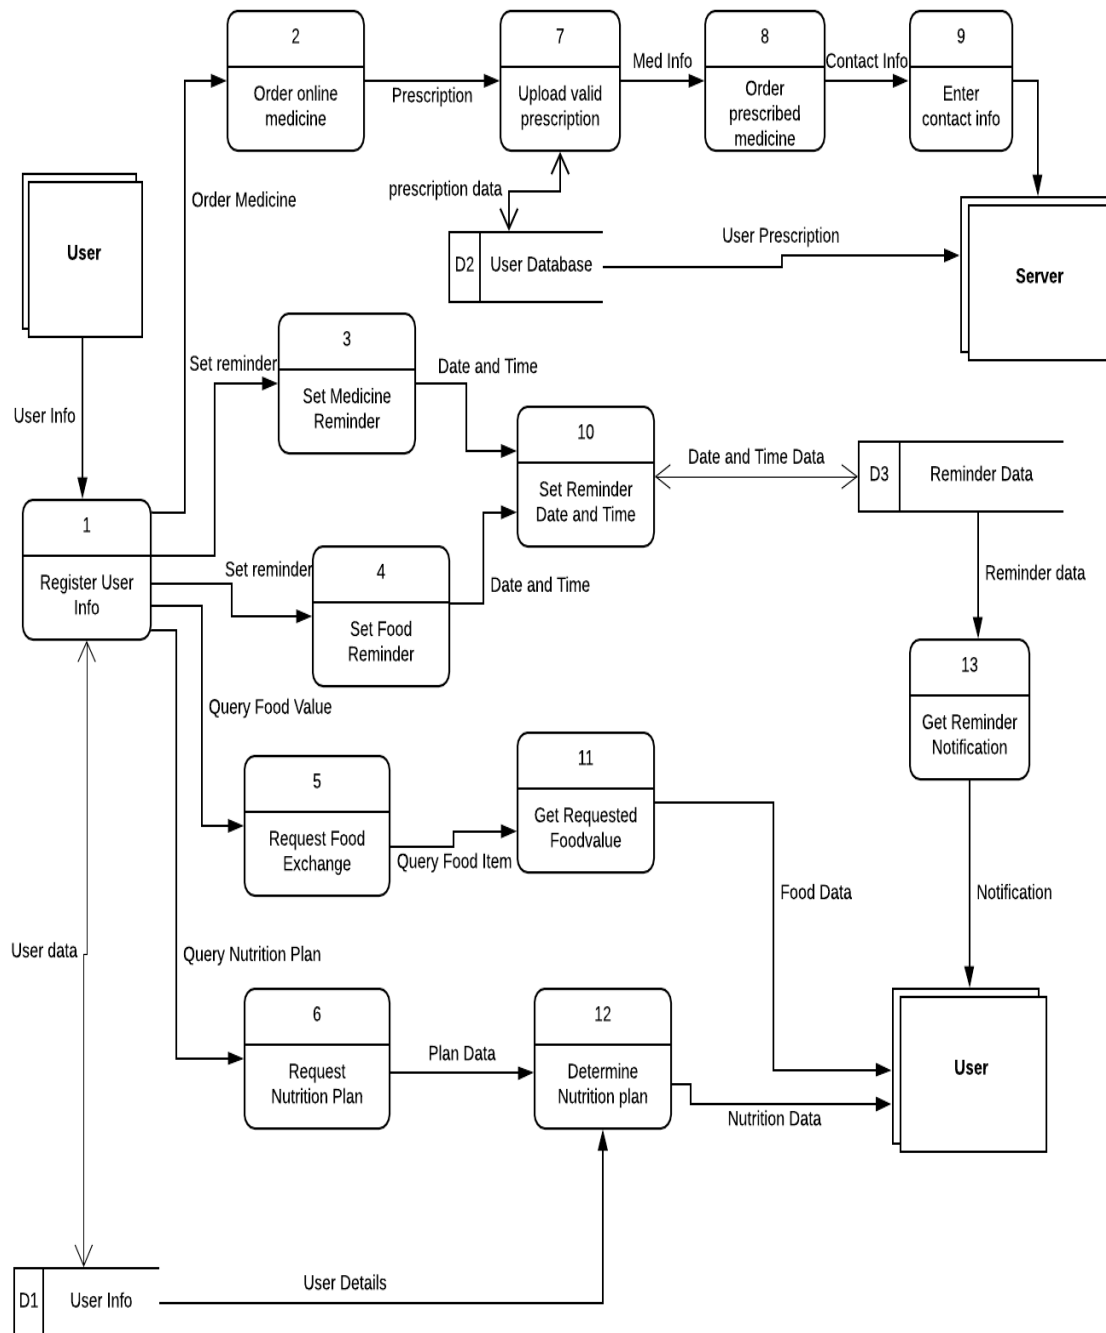 2
Order online
medicine
Prescription
7
Upload valid
prescription
Med Info
8
Order
prescribed
medicine
Contact Info
9
Enter
contact info
Order Medicine
prescription data
User
D2
User Database
User Prescription
Server
User Info
Set reminder
3
Set Medicine
Reminder
Date and Time
10
Set Reminder
Date and Time
Date and Time Data
D3
Reminder Data
1
Register User
Info
Set reminder
4
Set Food
Reminder
Date and Time
Reminder data
13
Get Reminder
Notification
Query Food Value
5
Request Food
Exchange
Query Food Item
11
Get Requested
Foodvalue
Food Data
Notification
User data
Query Nutrition Plan
6
Request
Nutrition Plan
Plan Data
12
Determine
Nutrition plan
Nutrition Data
User
D1
User Info
User Details